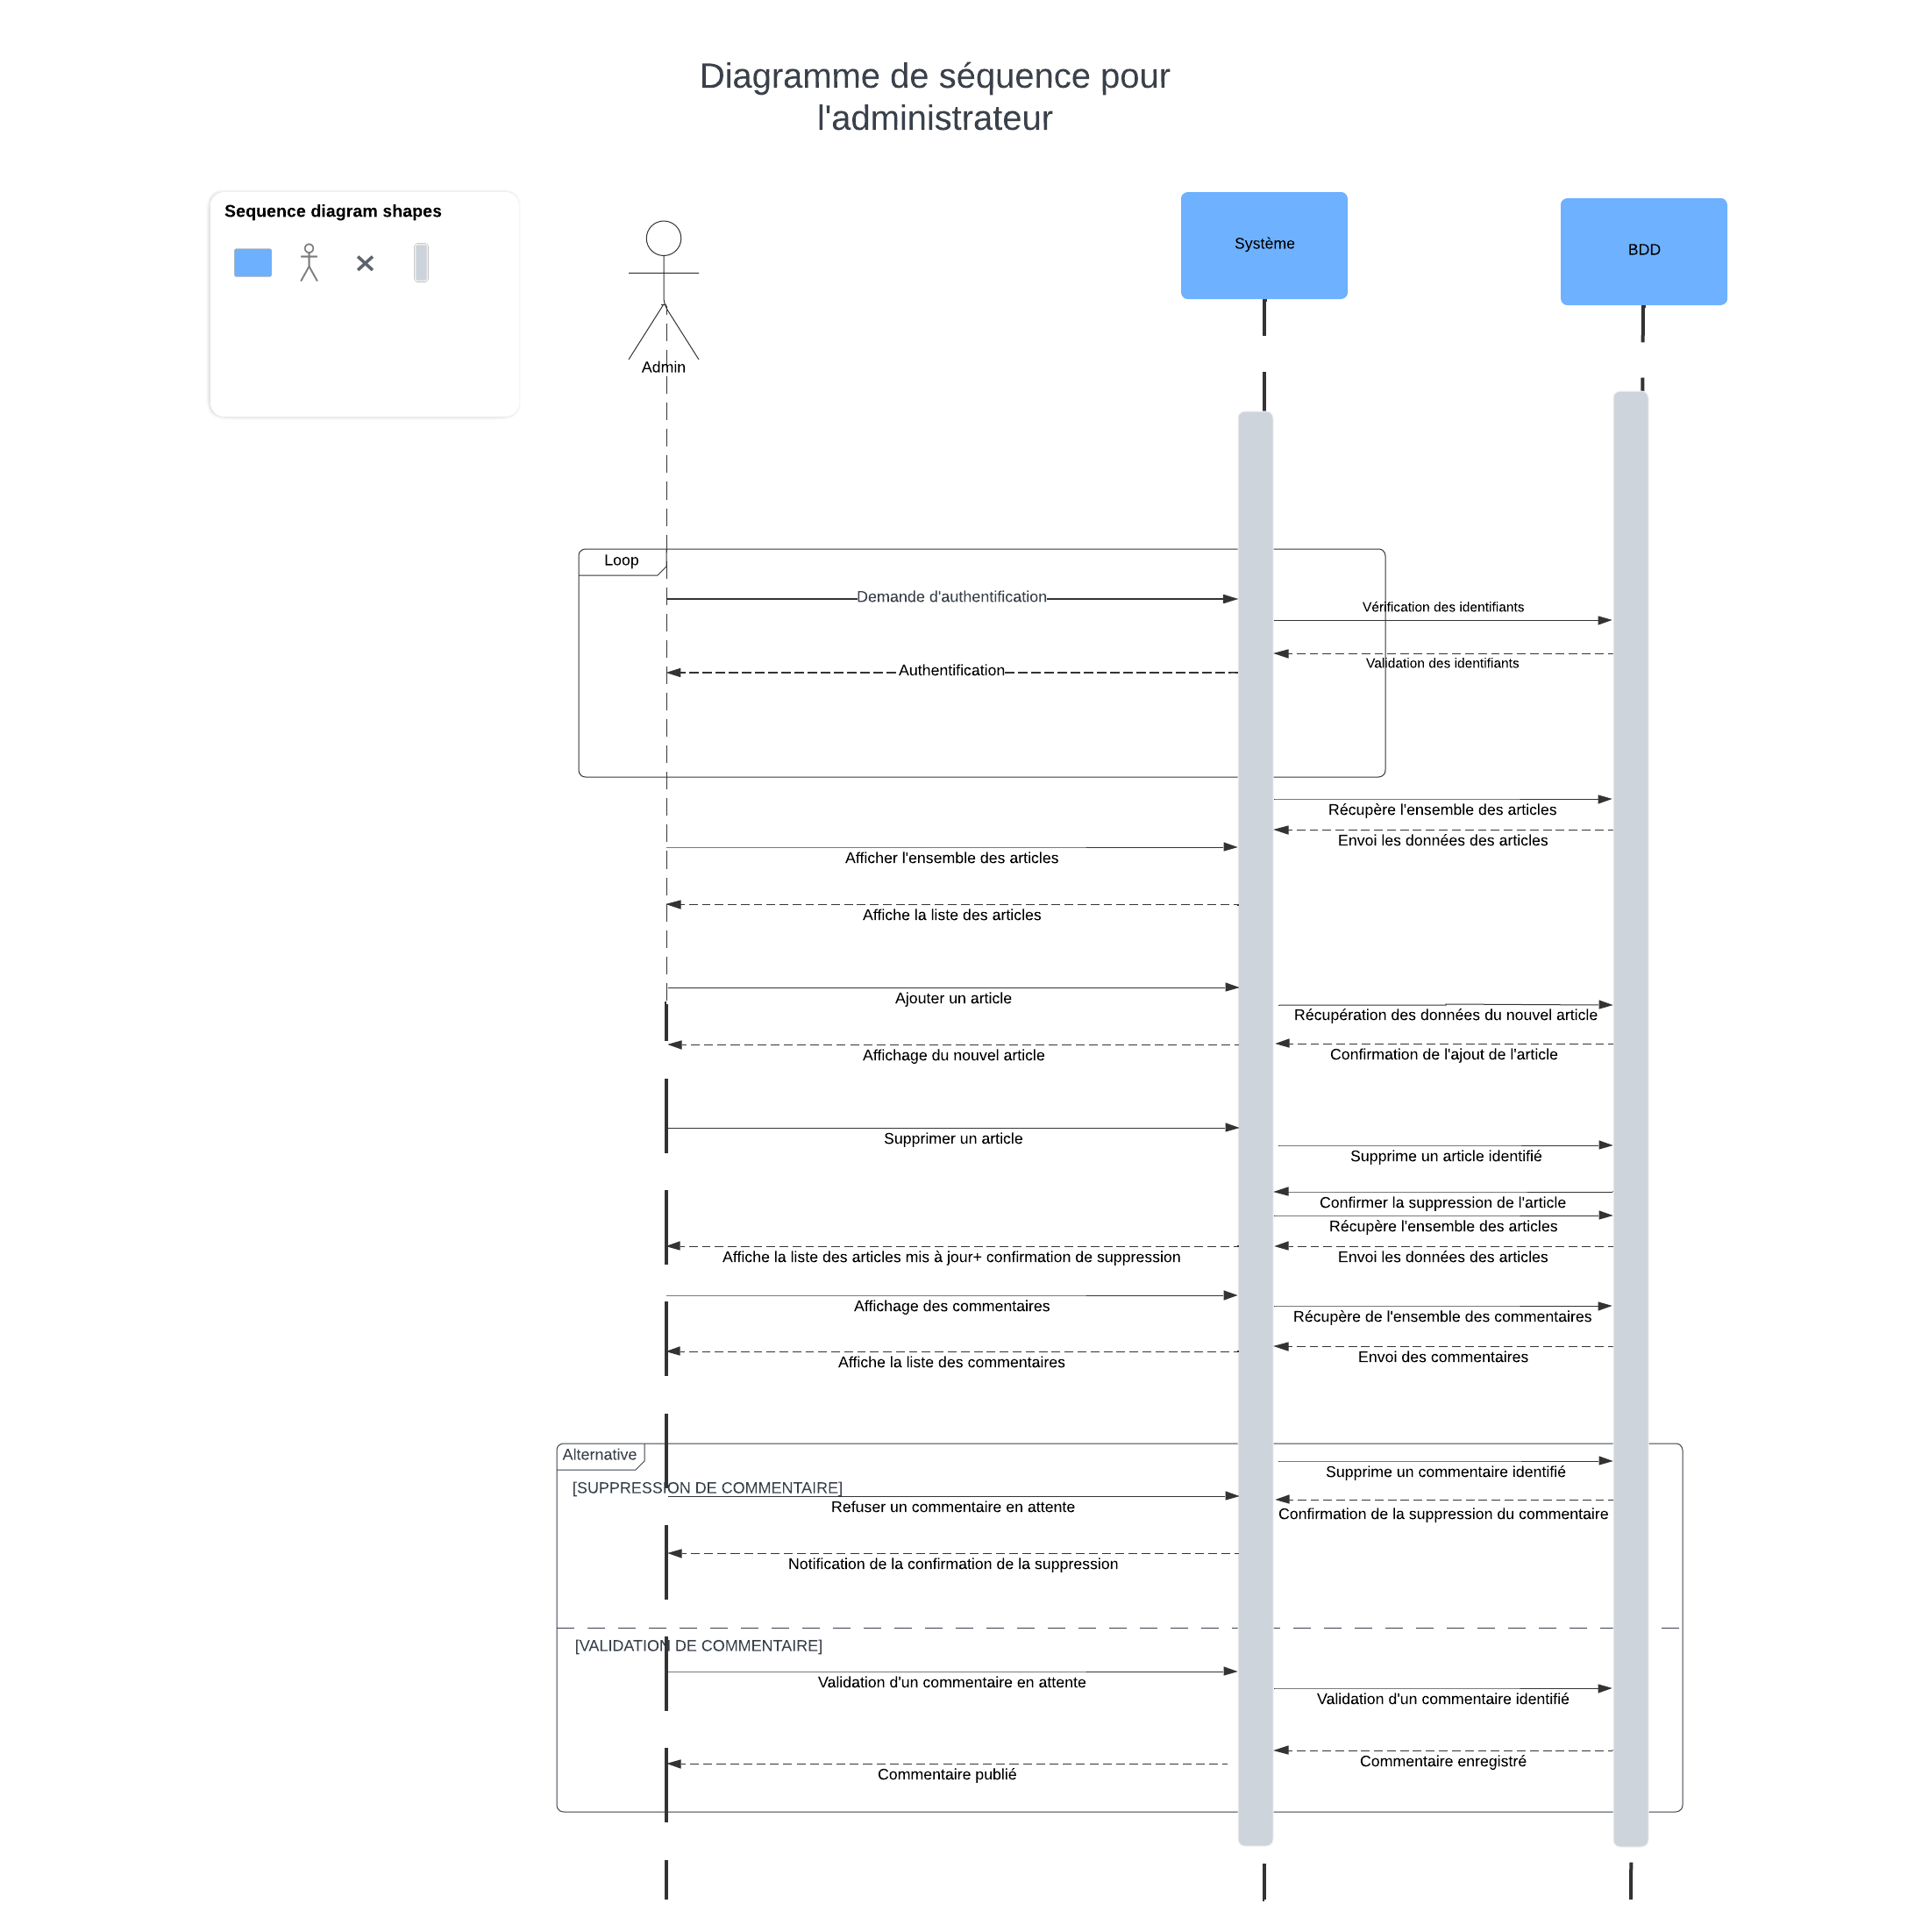 Diagramme de séquence pour
l'administrateur
Sequence diagram shapes
Admin
Système
BDD
Loop
Demande d'authentification
Vérification des identifiants
Validation des identifiants
Authentification
Récupère l'ensemble des articles
Envoi les données des articles
Afficher l'ensemble des articles
Affiche la liste des articles
Ajouter un article
Récupération des données du nouvel article
Affichage du nouvel article
Confirmation de l'ajout de l'article
Supprimer un article
Supprime un article identifié
Confirmer la suppression de l'article
Récupère l'ensemble des articles
Affiche la liste des articles mis à jour+ confirmation de suppression
Envoi les données des articles
Affichage des commentaires
Récupère de l'ensemble des commentaires
Affiche la liste des commentaires
Envoi des commentaires
Alternative
Supprime un commentaire identifié
[SUPPRESSION DE COMMENTAIRE]
Refuser un commentaire en attente
Confirmation de la suppression du commentaire
Notification de la confirmation de la suppression
[VALIDATION DE COMMENTAIRE]
Validation d'un commentaire en attente
Validation d'un commentaire identifié
Commentaire enregistré
Commentaire publié